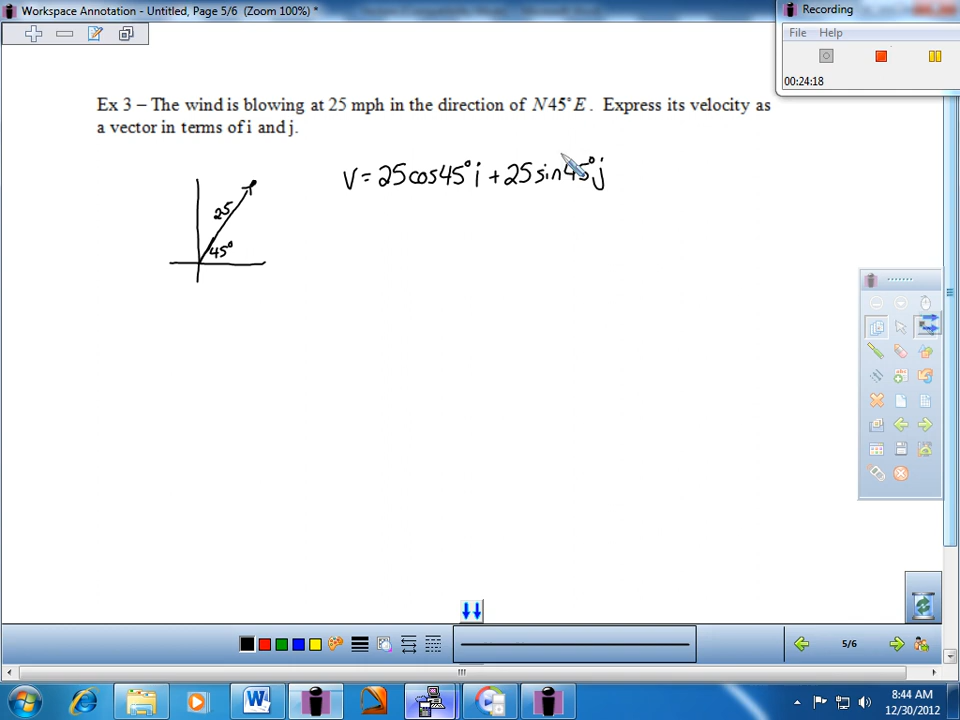 Workspace Annotation - Untitled, Page 5/6 (Zoom 100%) *
Recording
File Help
00:24:18
Ex 3 – The wind is blowing at 25 mph in the direction of N45°E. Express its velocity as
a vector in terms of i and j.
v = 25cos45°i + 25sin45°j
25
45°
5/6
8:44 AM
12/30/2012